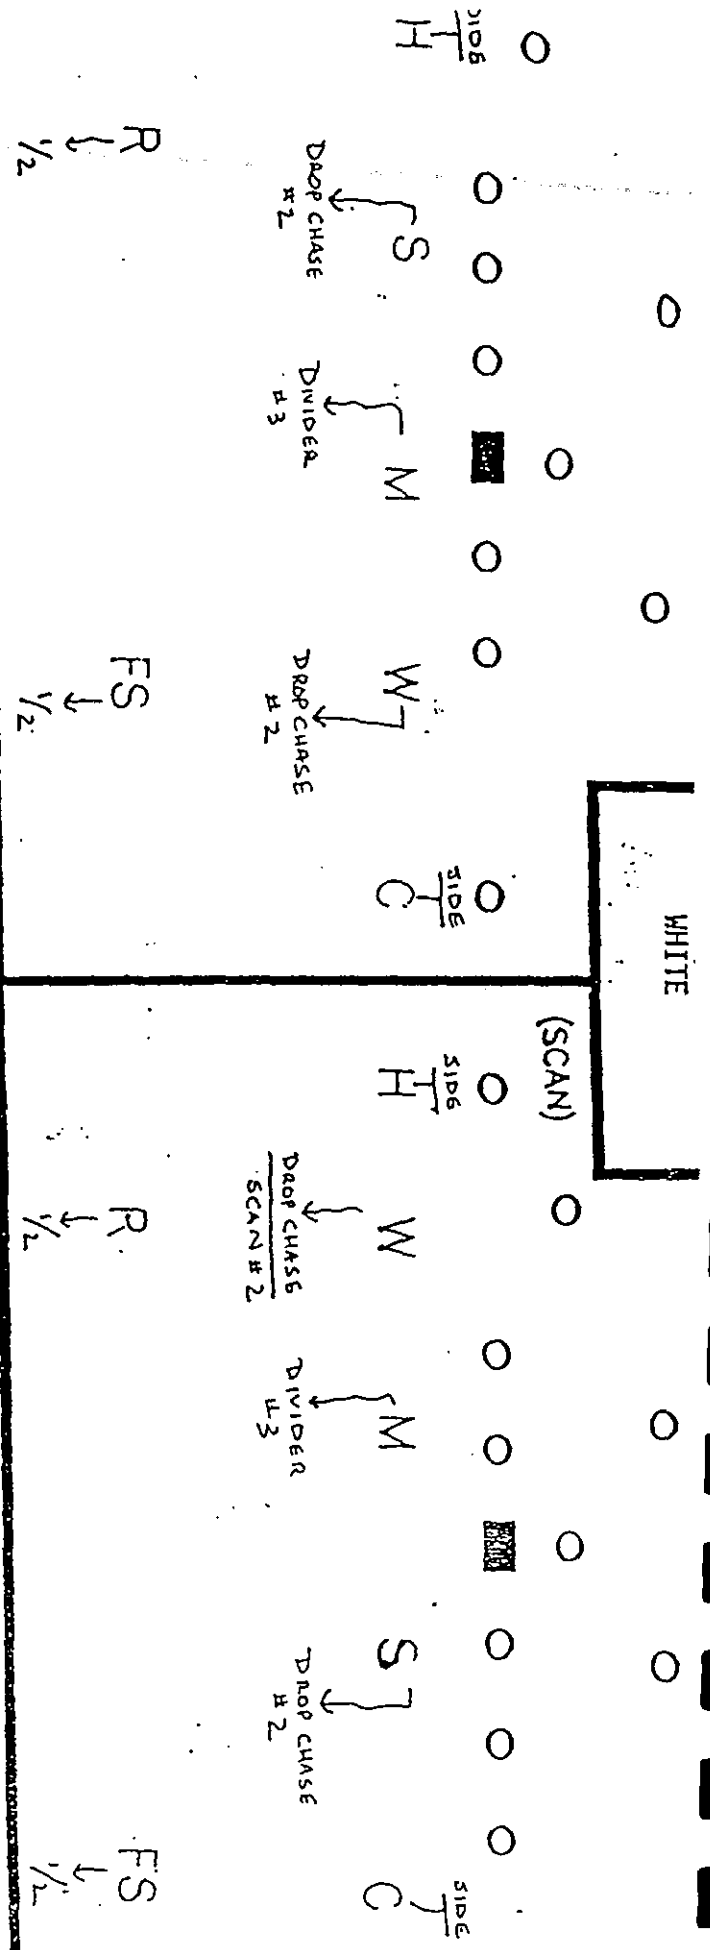 WHITE
SIDE
H
S
M
W
SIDE
C
DROP CHASE
#2
DIVIDER
#3
DROP CHASE
#2
R
1/2
FS
1/2
(SCAN)
SIDE
H
W
M
S
SIDE
C
DROP CHASE
SCAN #2
DIVIDER
#3
DROP CHASE
#2
R
1/2
FS
1/2